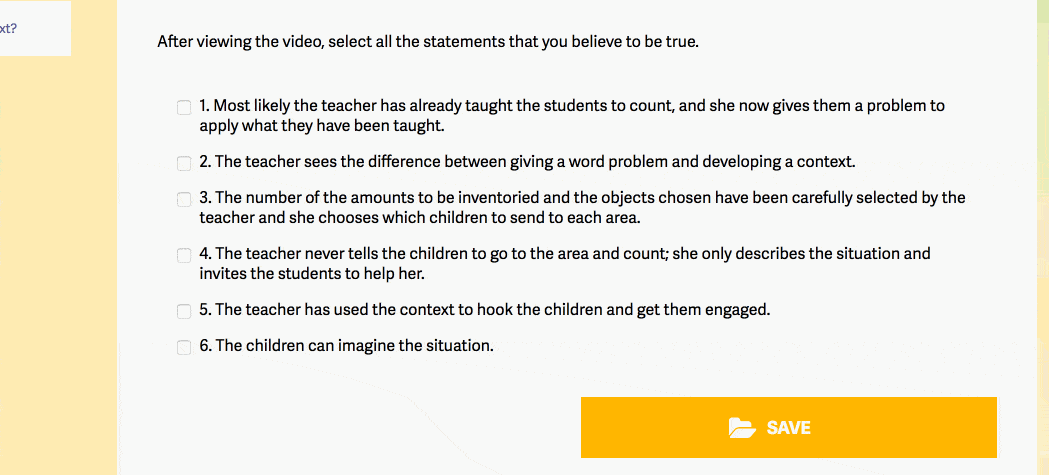 xt?
After viewing the video, select all the statements that you believe to be true.
1. Most likely the teacher has already taught the students to count, and she now gives them a problem to
apply what they have been taught.
2. The teacher sees the difference between giving a word problem and developing a context.
3. The number of the amounts to be inventoried and the objects chosen have been carefully selected by the
teacher and she chooses which children to send to each area.
4. The teacher never tells the children to go to the area and count; she only describes the situation and
invites the students to help her.
5. The teacher has used the context to hook the children and get them engaged.
6. The children can imagine the situation.
SAVE